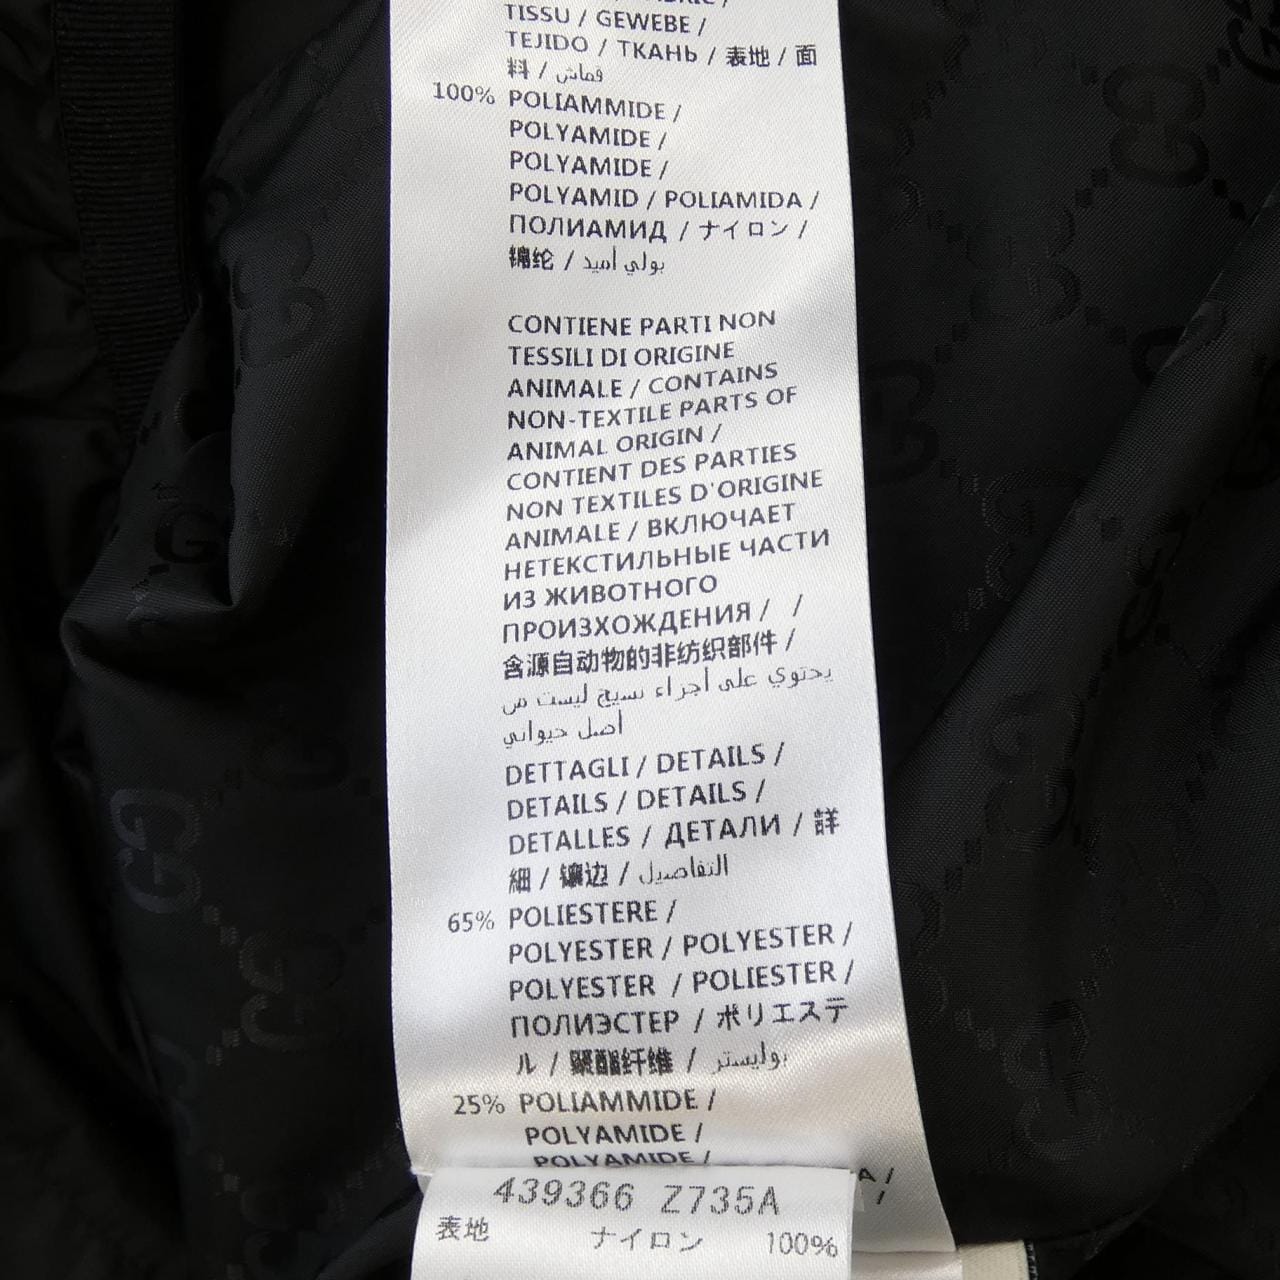 TISSU / GEWEBE /
TEJIDO / ТКАНЬ / 表地 / 面
料 / قماش
100% POLIAMMIDE /
POLYAMIDE /
POLYAMIDE /
POLYAMID / POLIAMIDA /
ПОЛИАМИД / ナイロン /
锦纶 / بولي أميد
CONTIENE PARTI NON
TESSILI DI ORIGINE
ANIMALE / CONTAINS
NON-TEXTILE PARTS OF
ANIMAL ORIGIN /
CONTIENT DES PARTIES
NON TEXTILES D'ORIGINE
ANIMALE / ВКЛЮЧАЕТ
НЕТЕКСТИЛЬНЫЕ ЧАСТИ
ИЗ ЖИВОТНОГО
ПРОИЗХОЖДЕНИЯ / /
含源自动物的非纺织部件 /
يحتوي على أجزاء نسيج ليست من
أصل حيواني
DETTAGLI / DETAILS /
DETAILS / DETAILS /
DETALLES / ДЕТАЛИ / 詳
細 / 镶边 / التفاصيل
65% POLIESTERE /
POLYESTER / POLYESTER /
POLYESTER / POLIESTER /
ПОЛИЭСТЕР / ポリエステ
ル / 聚酯纤维 / بوليستر
25% POLIAMMIDE /
POLYAMIDE /
POLYAMIDE /
A /
/
439366 Z735A
表地 ナイロン 100%